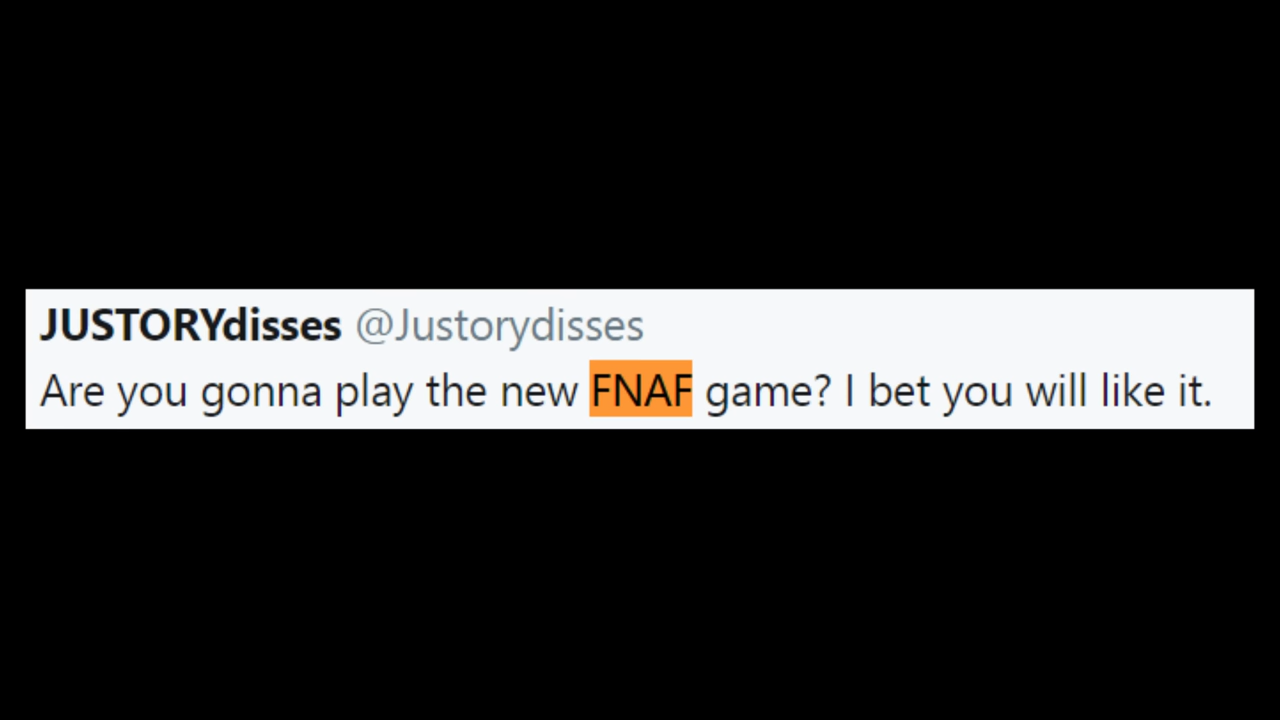 JUSTORYdisses @Justorydisses
Are you gonna play the new FNAF game? I bet you will like it.